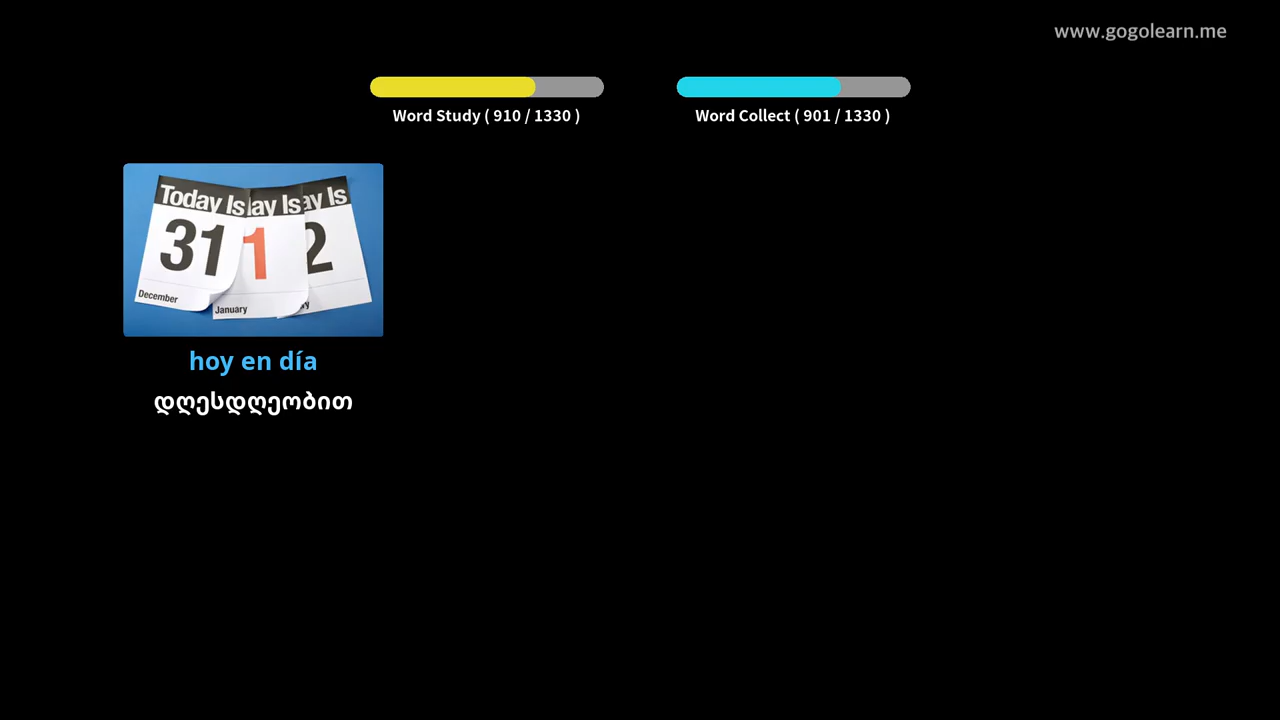 www.gogolearn.me
Word Study ( 910 / 1330 )
Word Collect ( 901 / 1330 )
Today Is
ay Is
ay Is
31
1
2
December
January
hoy en día
დღესდღეობით